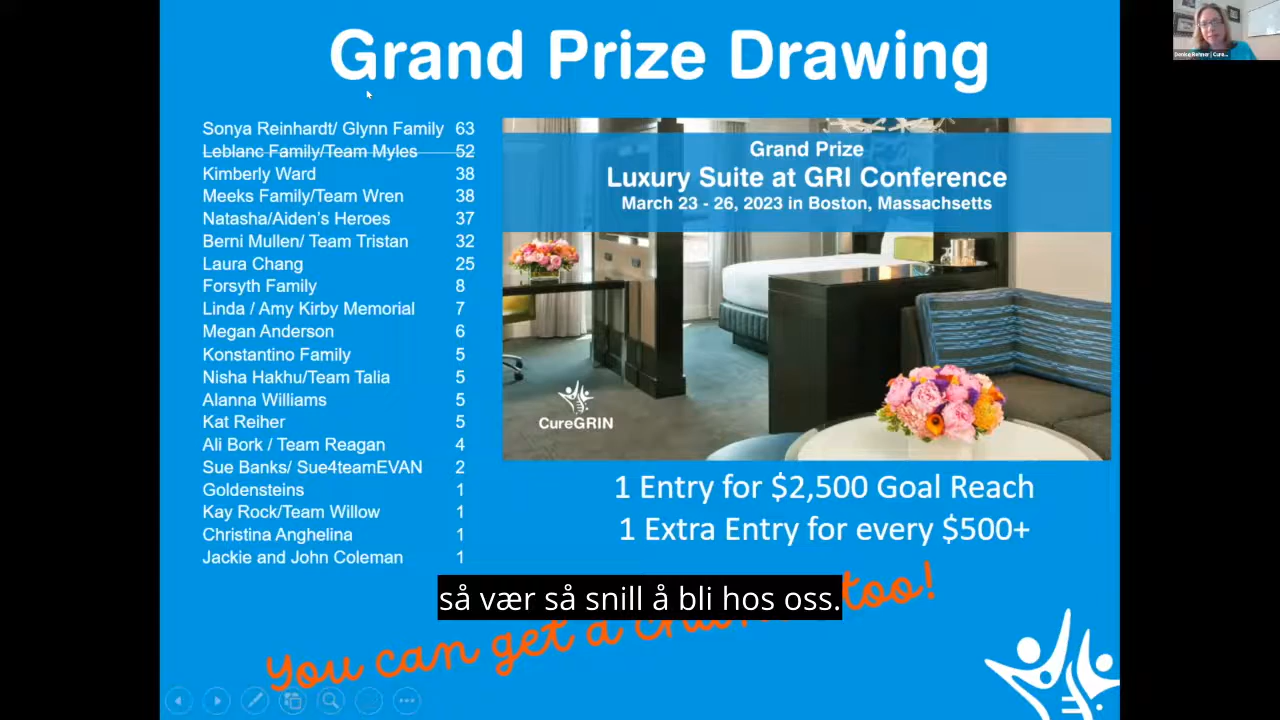 Grand Prize Drawing
Sonya Reinhardt/ Glynn Family 63
Leblanc Family/Team Myles 52
Kimberly Ward 38
Meeks Family/Team Wren 38
Natasha/Aiden's Heroes 37
Berni Mullen/ Team Tristan 32
Laura Chang 25
Forsyth Family 8
Linda / Amy Kirby Memorial 7
Megan Anderson 6
Konstantino Family 5
Nisha Hakhu/Team Talia 5
Alanna Williams 5
Kat Reiher 5
Ali Bork / Team Reagan 4
Sue Banks/ Sue4teamEVAN 2
Goldensteins 1
Kay Rock/Team Willow 1
Christina Anghelina 1
Jackie and John Coleman 1
Grand Prize
Luxury Suite at GRI Conference
March 23 - 26, 2023 in Boston, Massachsetts
CureGRIN
1 Entry for $2,500 Goal Reach
1 Extra Entry for every $500+
You can get a too!
så vær så snill å bli hos oss.